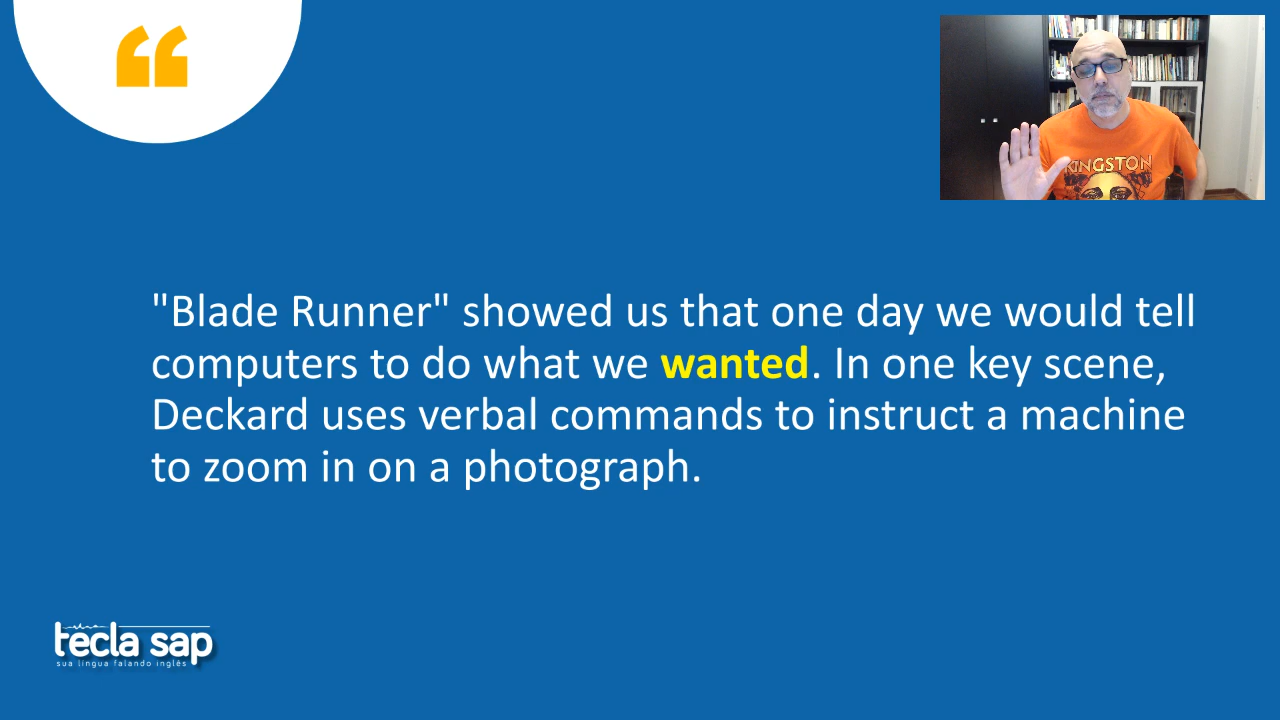 KINGSTON
"Blade Runner" showed us that one day we would tell
computers to do what we wanted. In one key scene,
Deckard uses verbal commands to instruct a machine
to zoom in on a photograph.
tecla sap
sua língua falando inglês